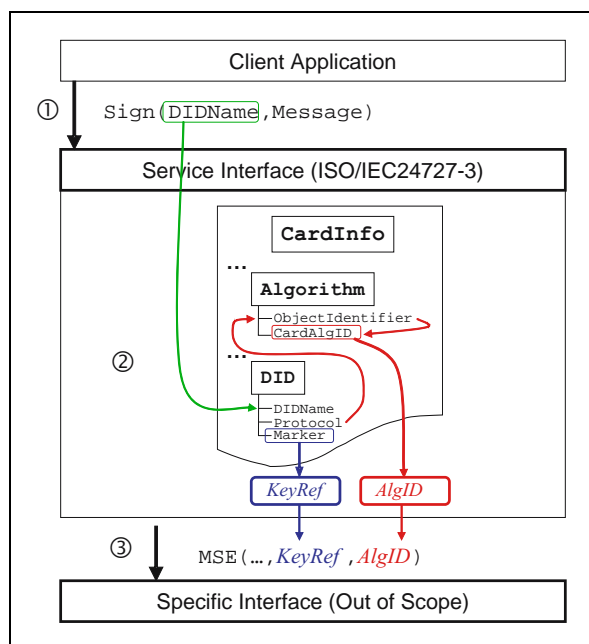 Client Application
① Sign(DIDName,Message)
Service Interface (ISO/IEC24727-3)
CardInfo
...
Algorithm
ObjectIdentifier
CardAlgID
...
②
DID
DIDName
Protocol
Marker
KeyRef AlgID
③ MSE(…,KeyRef,AlgID)
Specific Interface (Out of Scope)